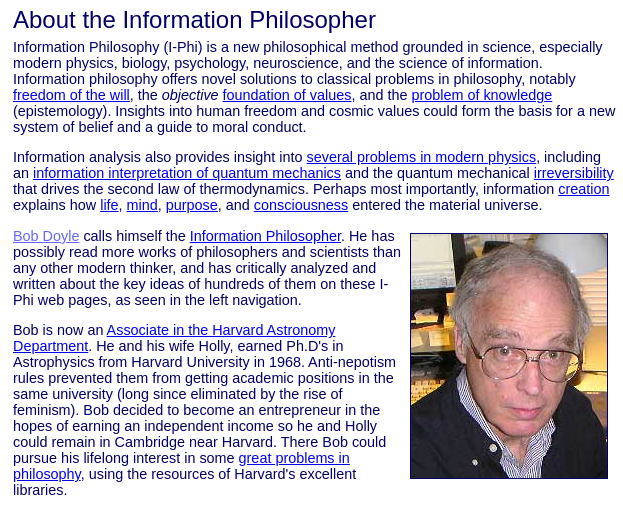 About the Information Philosopher
Information Philosophy (I-Phi) is a new philosophical method grounded in science, especially
modern physics, biology, psychology, neuroscience, and the science of information.
Information philosophy offers novel solutions to classical problems in philosophy, notably
freedom of the will, the objective foundation of values, and the problem of knowledge
(epistemology). Insights into human freedom and cosmic values could form the basis for a new
system of belief and a guide to moral conduct.
Information analysis also provides insight into several problems in modern physics, including
an information interpretation of quantum mechanics and the quantum mechanical irreversibility
that drives the second law of thermodynamics. Perhaps most importantly, information creation
explains how life, mind, purpose, and consciousness entered the material universe.
Bob Doyle calls himself the Information Philosopher. He has
possibly read more works of philosophers and scientists than
any other modern thinker, and has critically analyzed and
written about the key ideas of hundreds of them on these I-
Phi web pages, as seen in the left navigation.
Bob is now an Associate in the Harvard Astronomy
Department. He and his wife Holly, earned Ph.D's in
Astrophysics from Harvard University in 1968. Anti-nepotism
rules prevented them from getting academic positions in the
same university (long since eliminated by the rise of
feminism). Bob decided to become an entrepreneur in the
hopes of earning an independent income so he and Holly
could remain in Cambridge near Harvard. There Bob could
pursue his lifelong interest in some great problems in
philosophy, using the resources of Harvard's excellent
libraries.